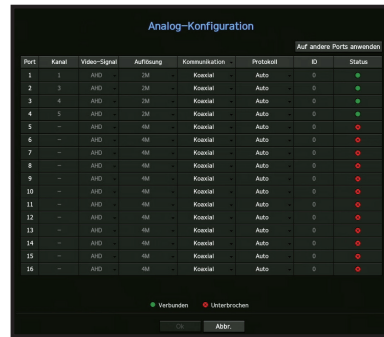 Analog-Konfiguration
Auf andere Ports anwenden
Port Kanal Video-Signal Auflösung Kommunikation Protokoll ID Status
1 1 AHD 2M Koaxial Auto 0
2 3 AHD 2M Koaxial Auto 0
3 4 AHD 2M Koaxial Auto 0
4 5 AHD 2M Koaxial Auto 0
5 - AHD 4M Koaxial Auto 0
6 - AHD 4M Koaxial Auto 0
7 - AHD 4M Koaxial Auto 0
8 - AHD 4M Koaxial Auto 0
9 - AHD 4M Koaxial Auto 0
10 - AHD 4M Koaxial Auto 0
11 - AHD 4M Koaxial Auto 0
12 - AHD 4M Koaxial Auto 0
13 - AHD 4M Koaxial Auto 0
14 - AHD 4M Koaxial Auto 0
15 - AHD 4M Koaxial Auto 0
16 - AHD 4M Koaxial Auto 0
Verbunden Unterbrochen
Ok Abbr.